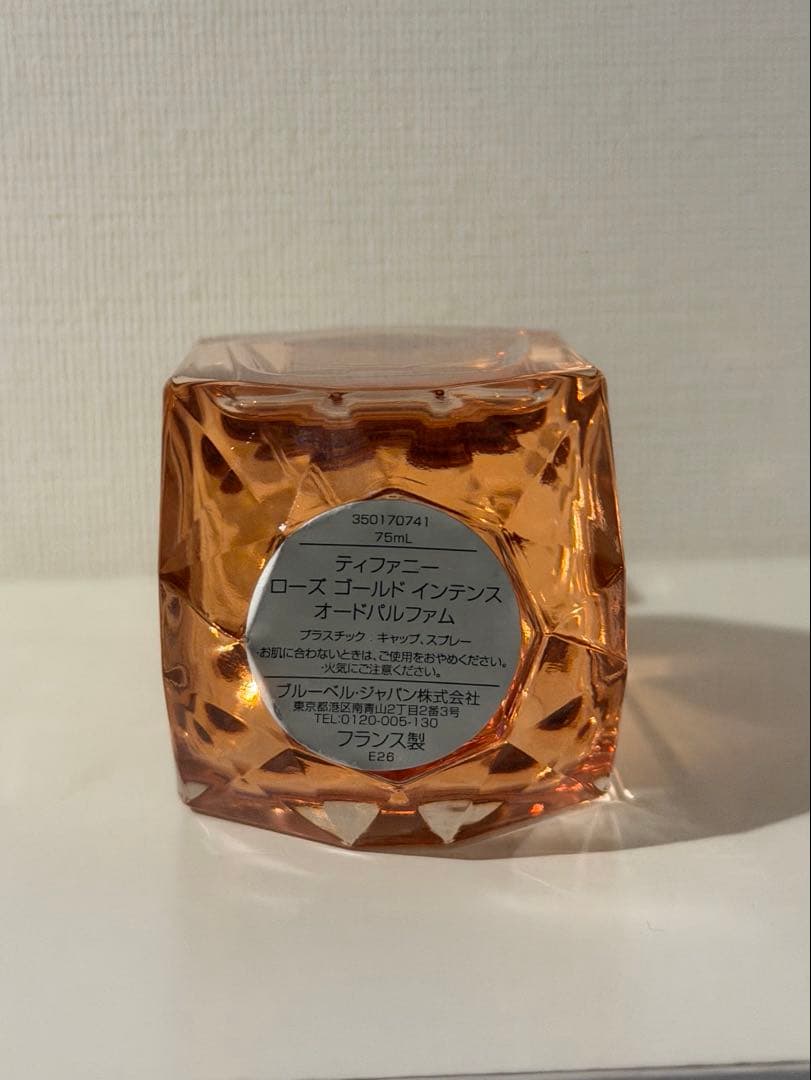 350170741
75mL
ティファニー
ローズ ゴールド インテンス
オードパルファム
プラスチック : キャップ、スプレー
・お肌に合わないときは、ご使用をおやめください。
・火気にご注意ください。
ブルーベル・ジャパン株式会社
東京都港区南青山2丁目2番3号
TEL:0120-005-130
フランス製
E26